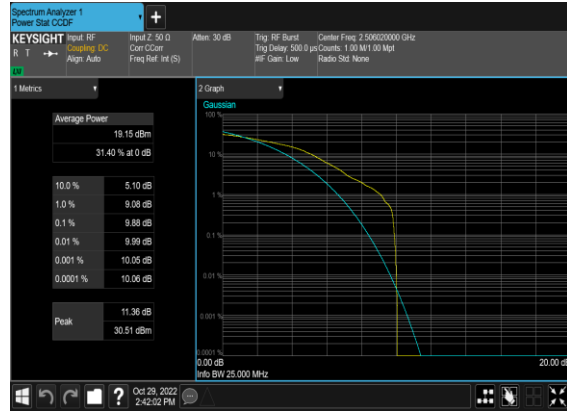 Spectrum Analyzer 1
Power Stat CCDF
+
KEYSIGHT
R T
LXI
Input: RF
Coupling: DC
Align: Auto
Input Z: 50 Ω
Corr CCorr
Freq Ref: Int (S)
Atten: 30 dB
Trig: RF Burst
Trig Delay: 500.0 µs
#IF Gain: Low
Center Freq: 2.506020000 GHz
Counts: 1.00 M/1.00 Mpt
Radio Std: None
1 Metrics
Average Power
19.15 dBm
31.40 % at 0 dB
10.0 % 5.10 dB
1.0 % 9.08 dB
0.1 % 9.88 dB
0.01 % 9.99 dB
0.001 % 10.05 dB
0.0001 % 10.06 dB
Peak
11.36 dB
30.51 dBm
2 Graph
Gaussian
100 %
10 %
1 %
0.1 %
0.01 %
0.001 %
0.0001 %
0.00 dB
20.00 dB
Info BW 25.000 MHz
?
Oct 29, 2022
2:42:02 PM